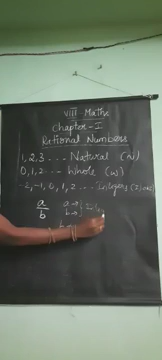 VIII Maths
Chapter - I
Rational Numbers
1, 2, 3 ... Natural (N)
0, 1, 2 ... Whole (W)
-2, -1, 0, 1, 2 ... Integers (Z)
a/b a → b → }
b